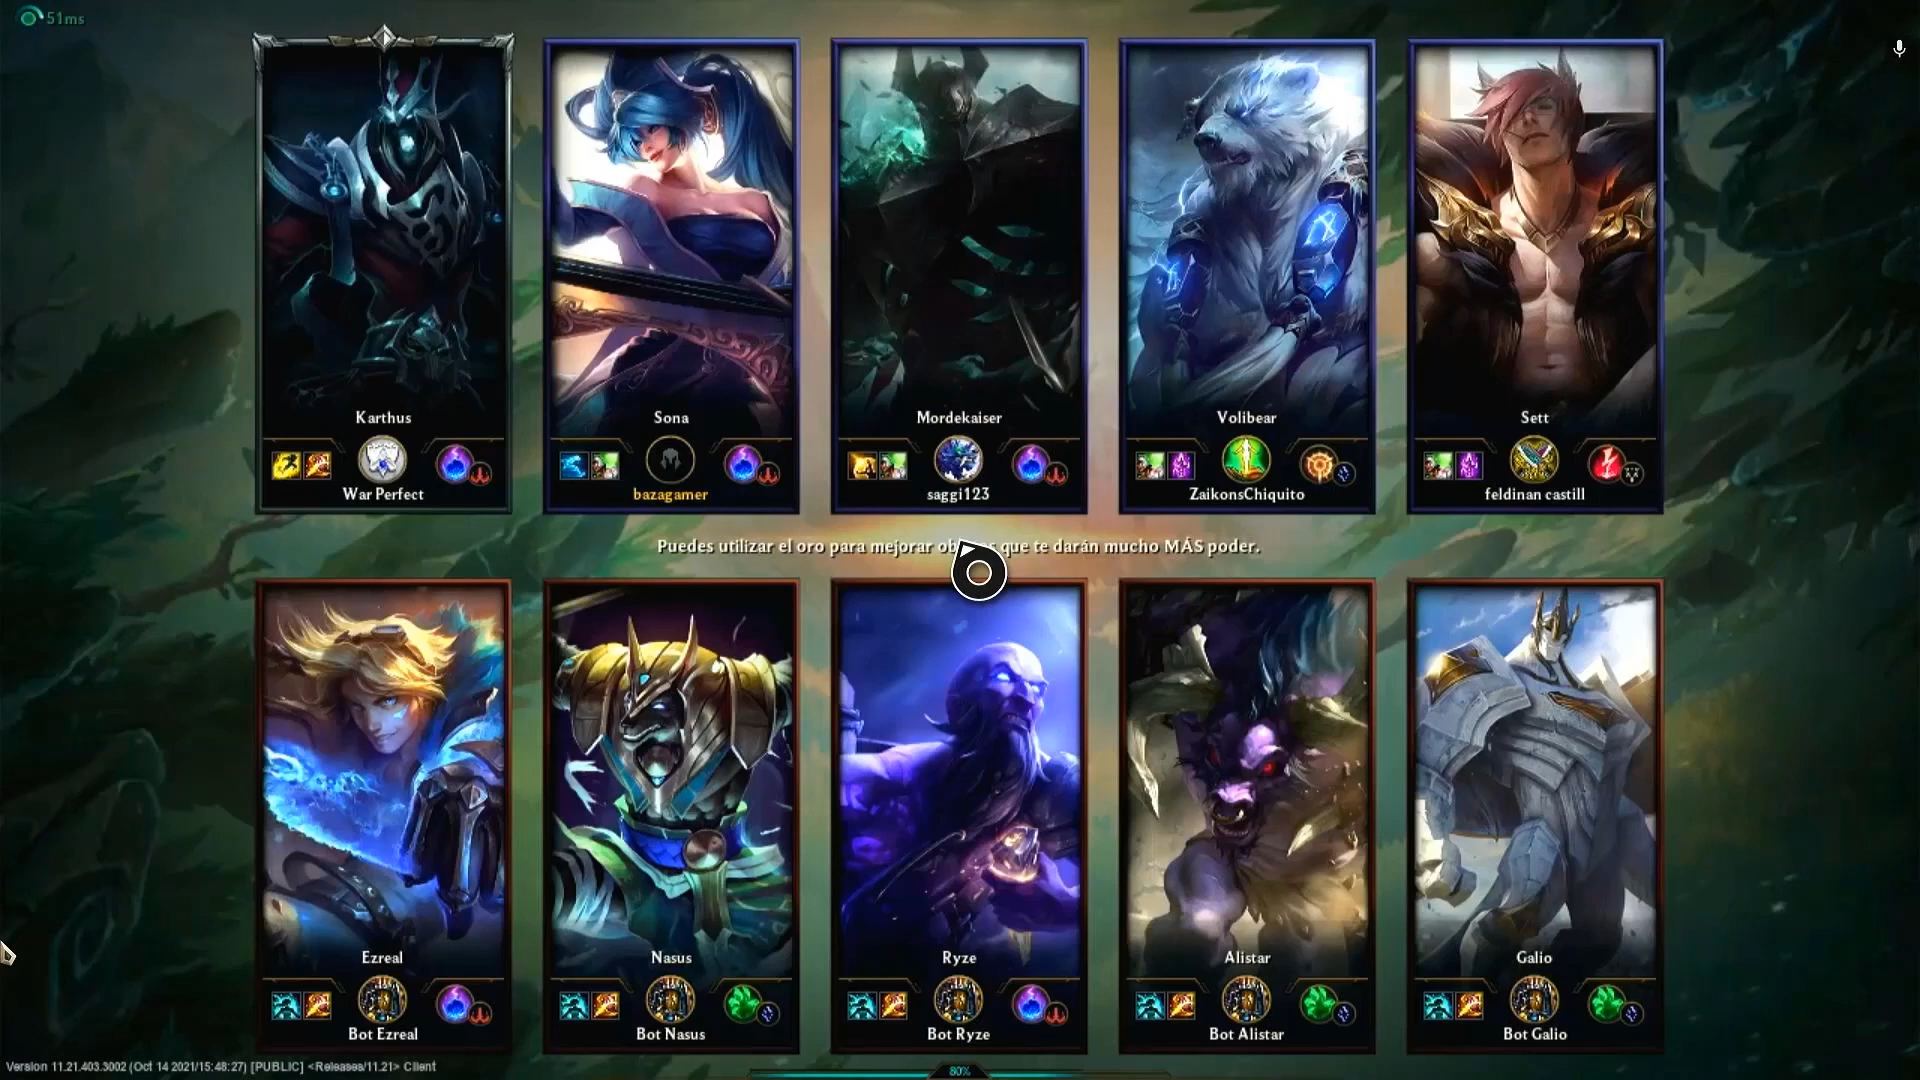 51ms
Karthus
Sona
Mordekaiser
Volibear
Sett
War Perfect
bazagamer
saggi123
ZaikonsChiquito
feldinan castill
Puedes utilizar el oro para mejorar que te darán mucho MÁS poder.
Ezreal
Nasus
Ryze
Alistar
Galio
Bot Ezreal
Bot Nasus
Bot Ryze
Bot Alistar
Bot Galio
Version 11.21.403.3002 (Oct 14 2021/15:48:27) [PUBLIC] <Releases/11.21> Client
80%